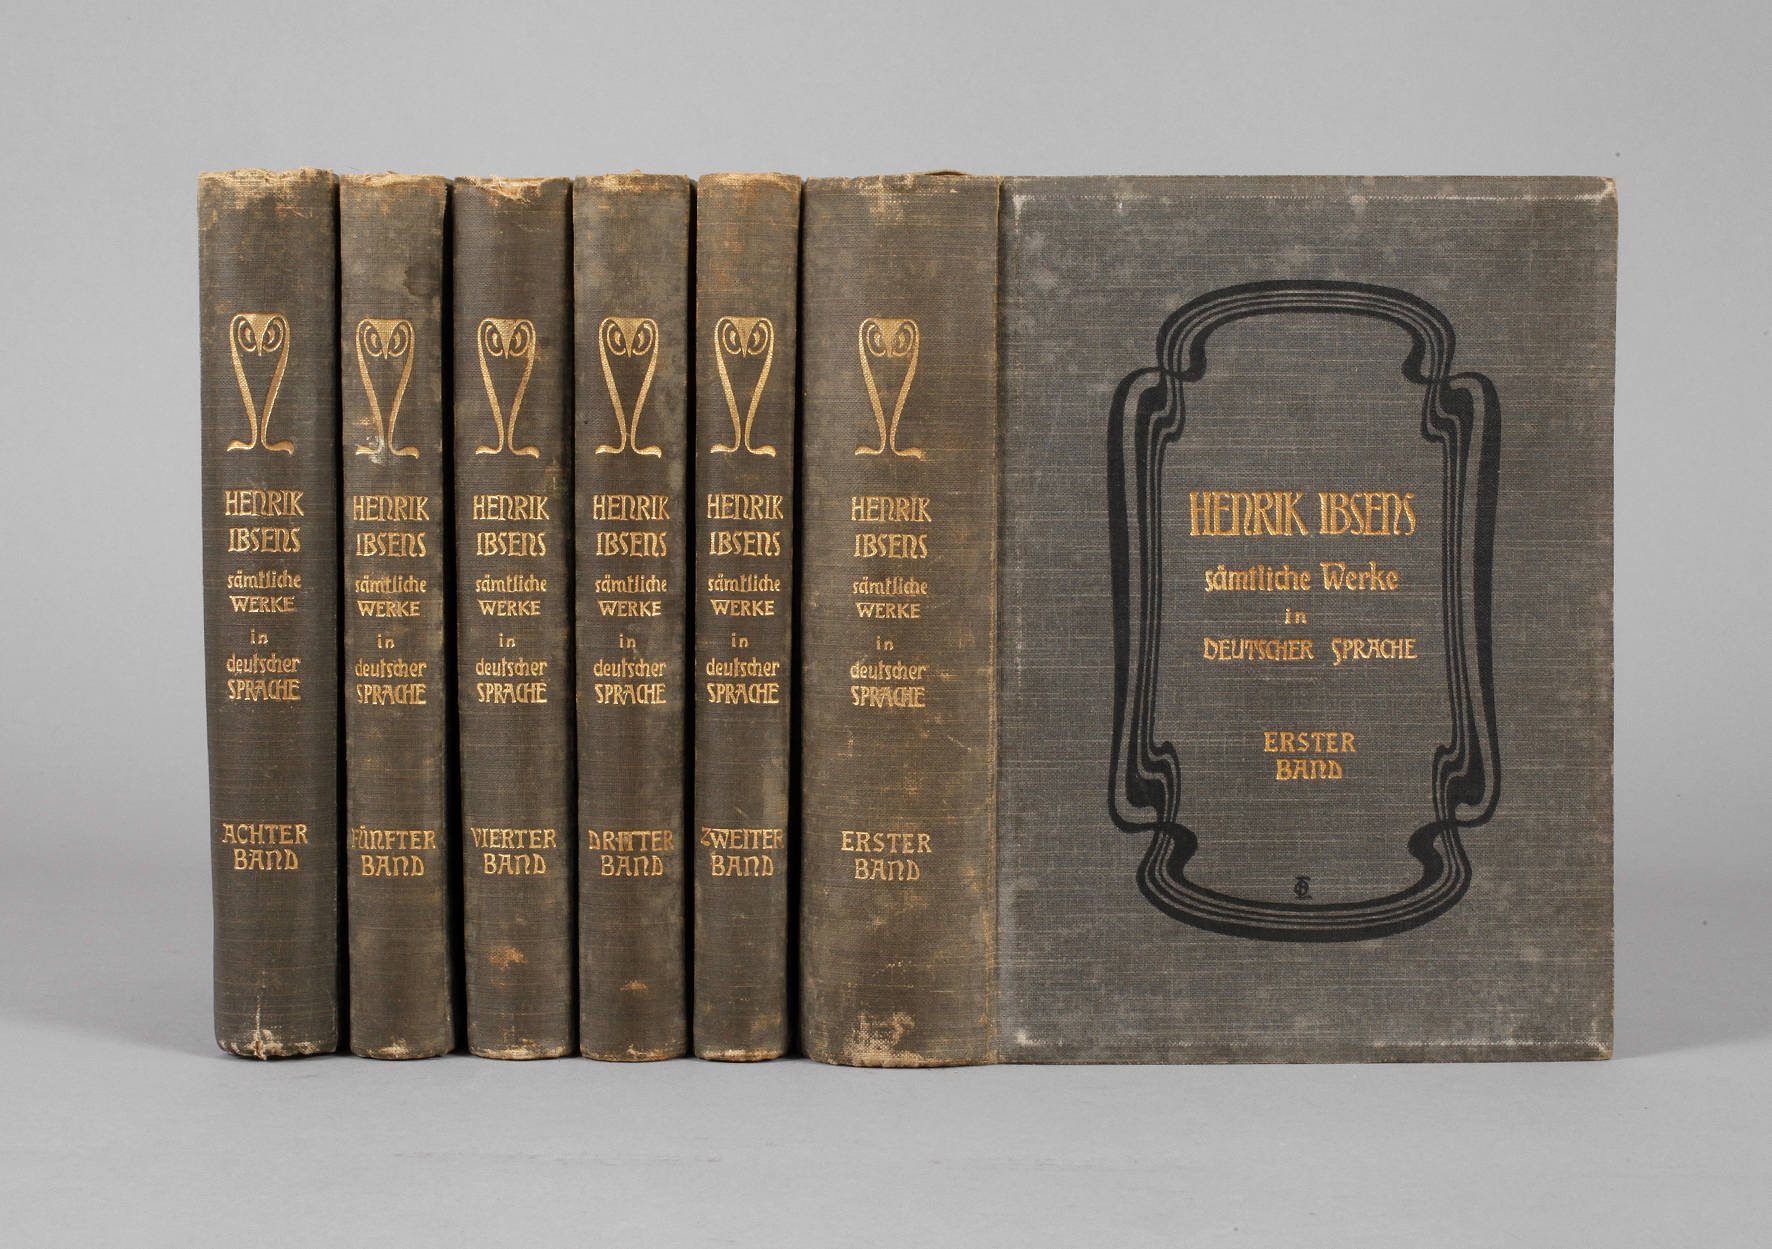 HENRIK
IBSENS
sämtliche
WERKE
in
deutscher
SPRACHE
ACHTER
BAND
HENRIK
IBSENS
sämtliche
WERKE
in
deutscher
SPRACHE
FÜNFTER
BAND
HENRIK
IBSENS
sämtliche
WERKE
in
deutscher
SPRACHE
VIERTER
BAND
HENRIK
IBSENS
sämtliche
WERKE
in
deutscher
SPRACHE
DRITTER
BAND
HENRIK
IBSENS
sämtliche
WERKE
in
deutscher
SPRACHE
ZWEITER
BAND
HENRIK
IBSENS
sämtliche
WERKE
in
deutscher
SPRACHE
ERSTER
BAND
HENRIK IBSENS
sämtliche Werke
in
DEUTSCHER SPRACHE
ERSTER
BAND